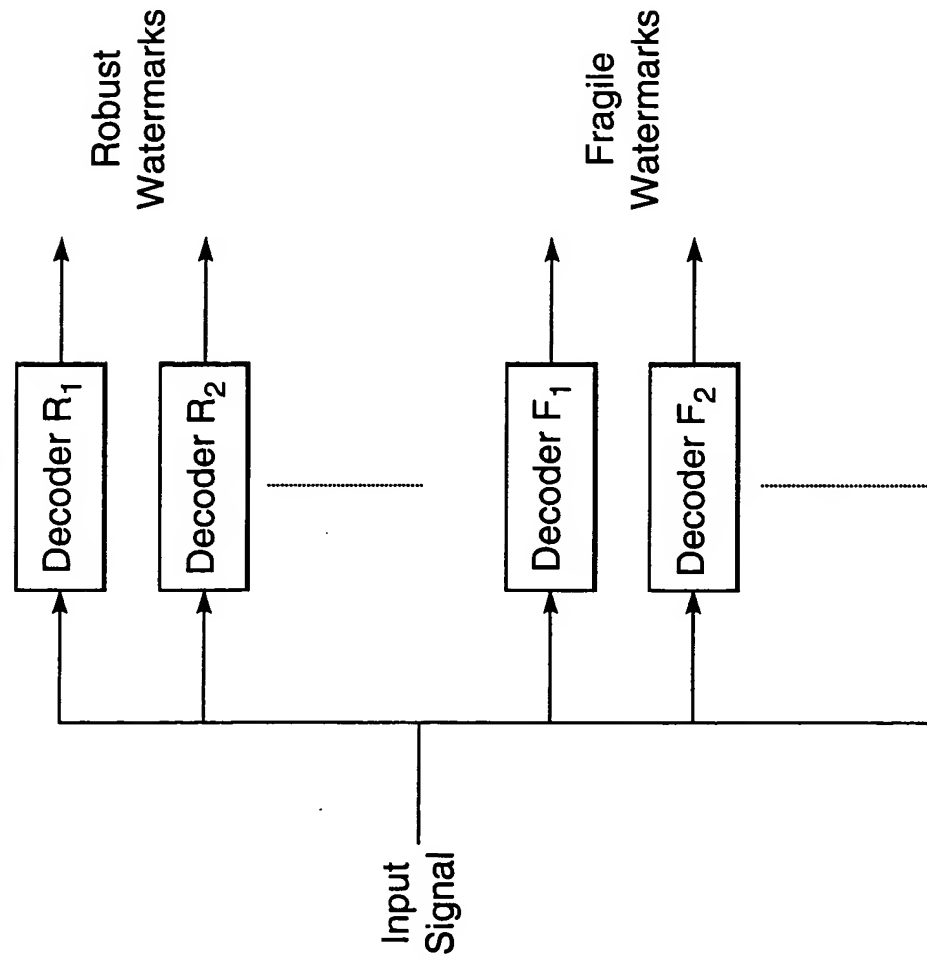 Input
Signal
Decoder R₁
Decoder R₂
Decoder F₁
Decoder F₂
Robust
Watermarks
Fragile
Watermarks